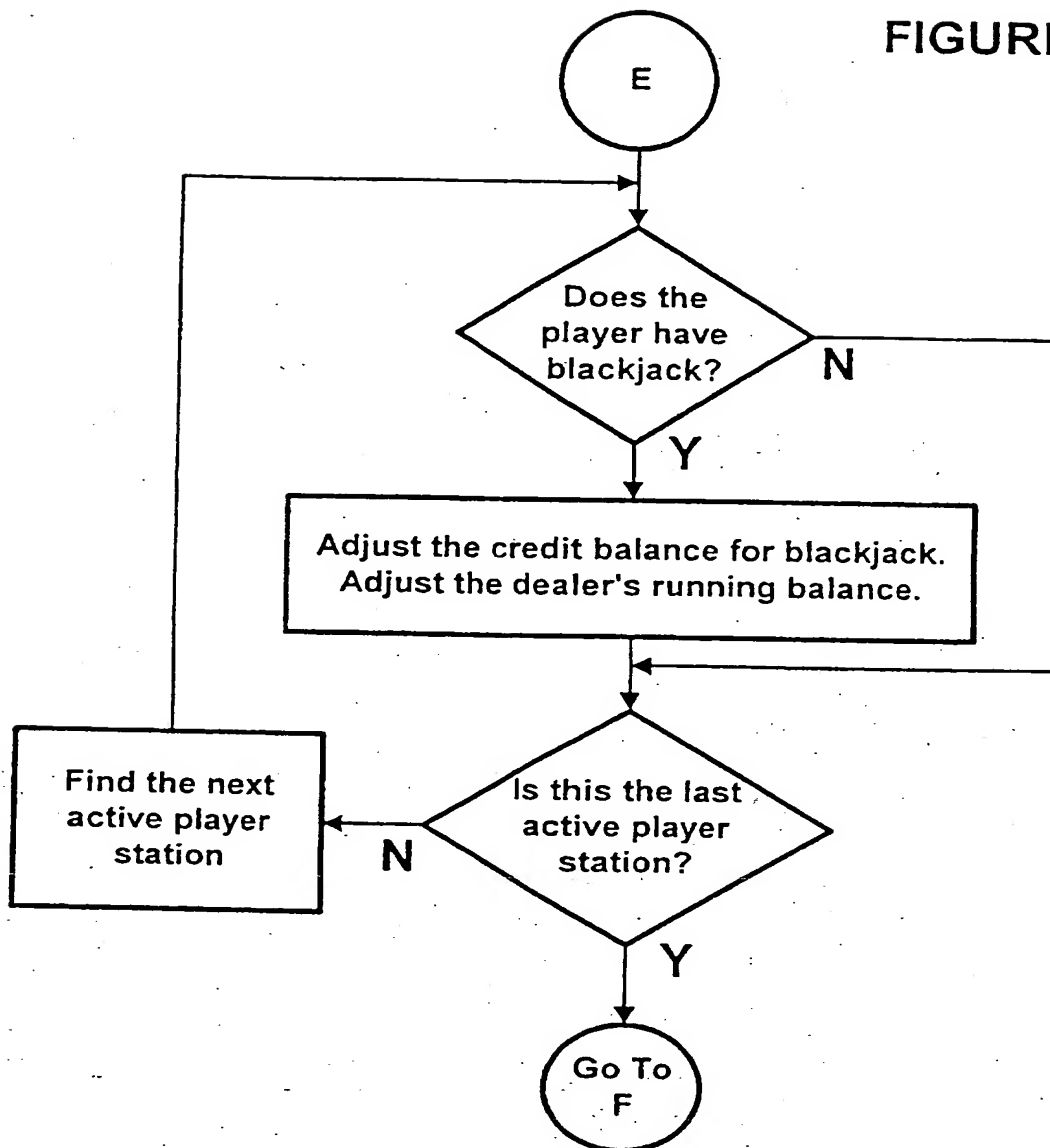 FIGURE
E
Does the
player have
blackjack?
N
Y
Adjust the credit balance for blackjack.
Adjust the dealer's running balance.
Find the next
active player
station
Is this the last
active player
station?
N
Y
Go To
F